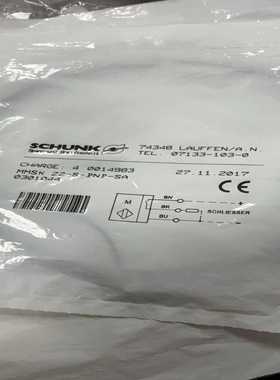 SCHUNK
74348 LAUFFEN/A.N
TEL. 07133-103-0
CHARGE. 4 0014983
27.11.2017
MMSK 22-S-PNP-SA
0301044
CE
M
BN
BK
SCHLIESSER
BU